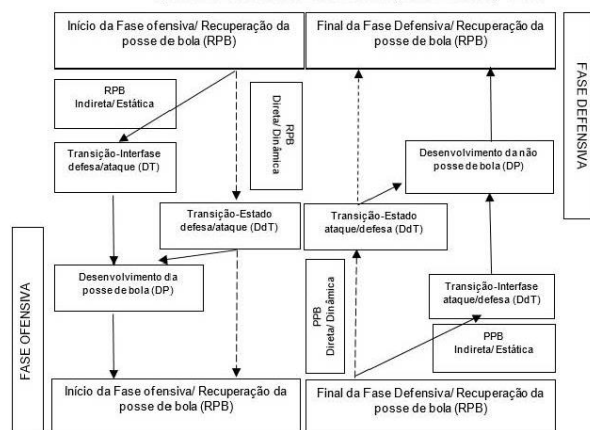 Início da Fase ofensiva/ Recuperação da
posse de bola (RPB)
Final da Fase Defensiva/ Recuperação da
posse de bola (RPB)
RPB
Indireta/ Estática
RPB
Direta/ Dinâmica
FASE DEFENSIVA
Transição-Interfase
defesa/ataque (DT)
Desenvolvimento da não
posse de bola (DP)
Transição-Estado
defesa/ataque (DdT)
Transição-Estado
ataque/defesa (DdT)
FASE OFENSIVA
Desenvolvimento da
posse de bola (DP)
PPB
Direta/ Dinâmica
Transição-Interfase
ataque/defesa (DdT)
PPB
Indireta/ Estática
Início da Fase ofensiva/ Recuperação da
posse de bola (RPB)
Final da Fase Defensiva/ Recuperação da
posse de bola (RPB)